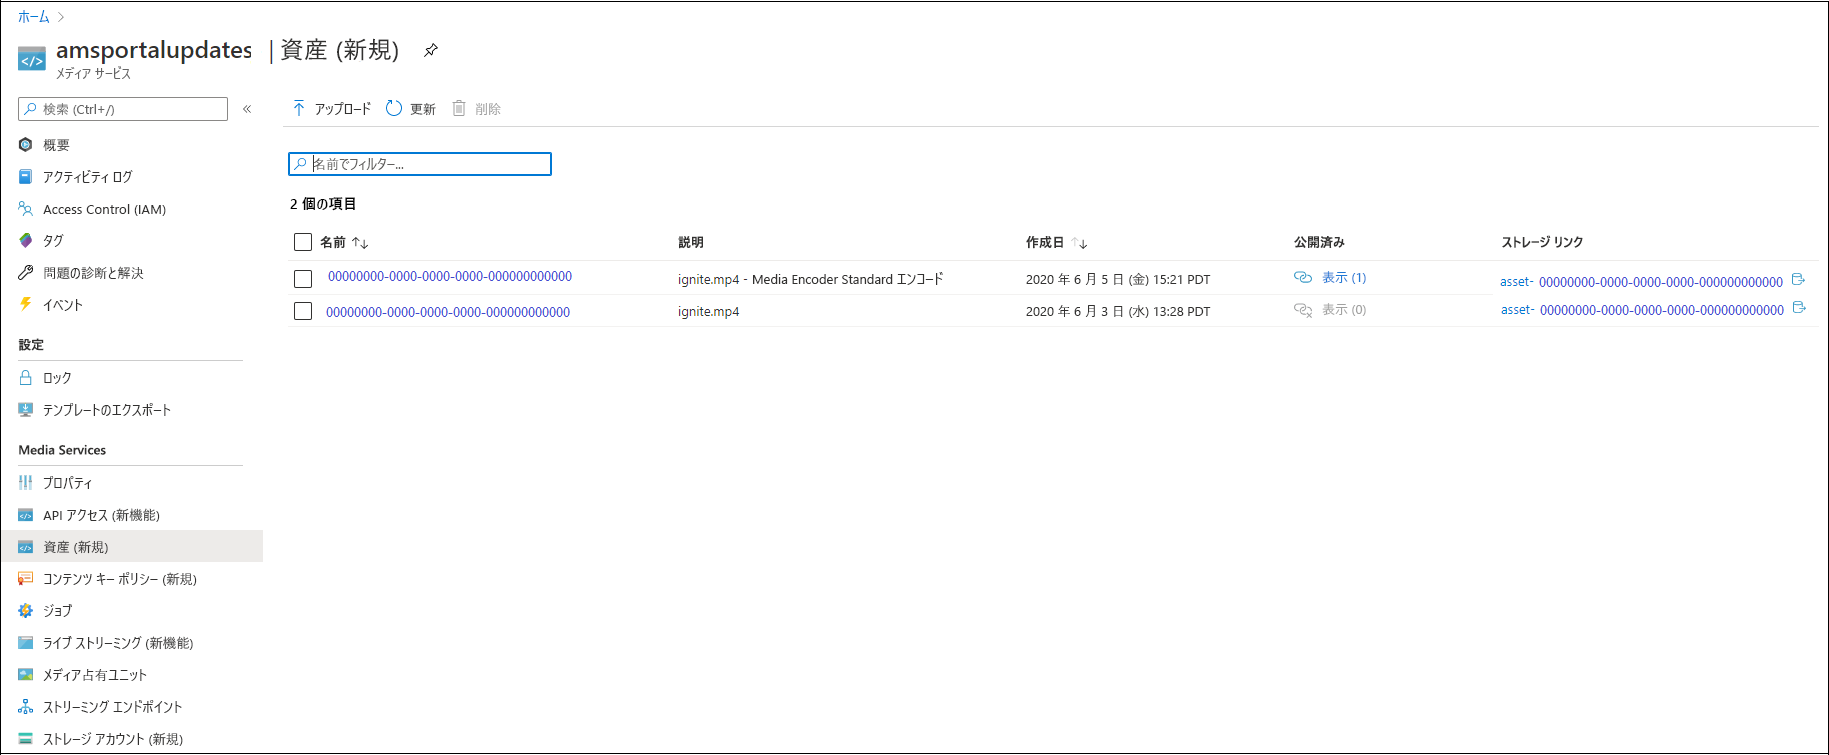 ホーム
amsportalupdates | 資産 (新規)
メディア サービス
検索 (Ctrl+/)
概要
アクティビティ ログ
Access Control (IAM)
タグ
問題の診断と解決
イベント
設定
ロック
テンプレートのエクスポート
Media Services
プロパティ
API アクセス (新機能)
資産 (新規)
コンテンツ キー ポリシー (新規)
ジョブ
ライブ ストリーミング (新機能)
メディア占有ユニット
ストリーミング エンドポイント
ストレージ アカウント (新規)
アップロード 更新 削除
名前でフィルター...
2 個の項目
名前 ↑↓ 説明 作成日 ↑↓ 公開済み ストレージ リンク
00000000-0000-0000-0000-000000000000 ignite.mp4 - Media Encoder Standard エンコード 2020 年 6 月 5 日 (金) 15:21 PDT 表示 (1) asset- 00000000-0000-0000-0000-000000000000
00000000-0000-0000-0000-000000000000 ignite.mp4 2020 年 6 月 3 日 (水) 13:28 PDT 表示 (0) asset- 00000000-0000-0000-0000-000000000000